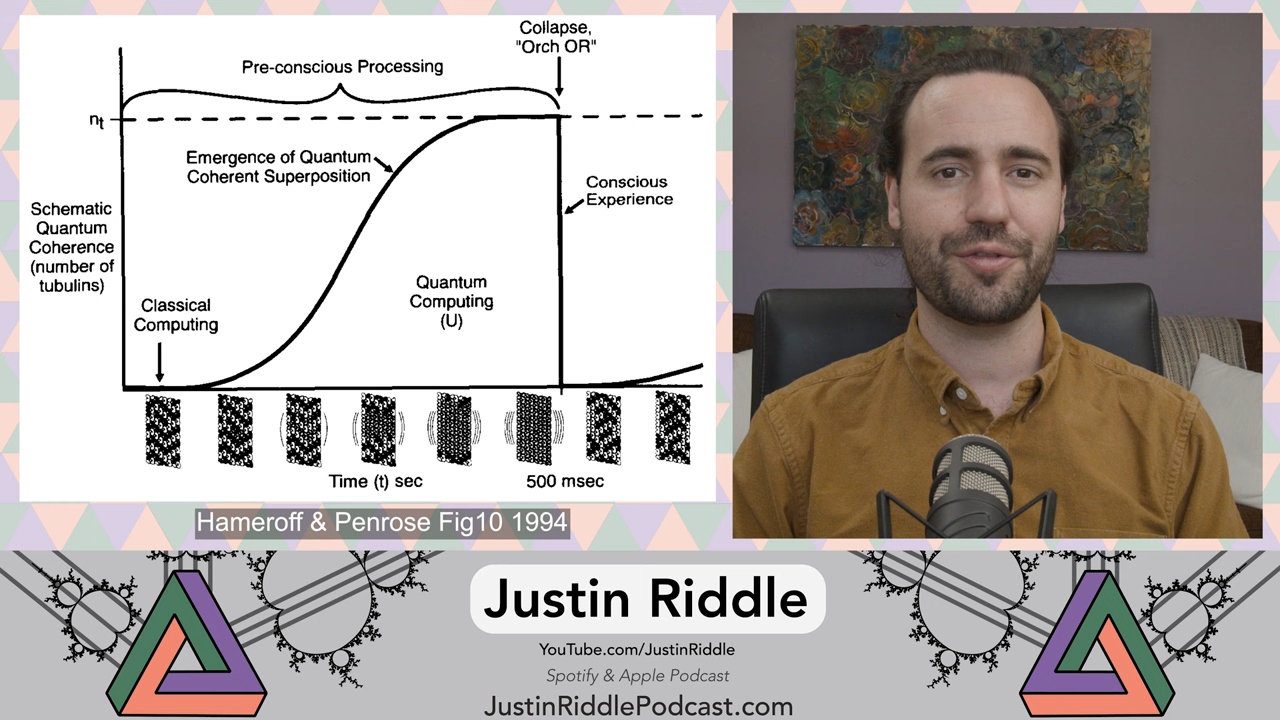 Collapse,
"Orch OR"
Pre-conscious Processing
nt
Emergence of Quantum
Coherent Superposition
Conscious
Experience
Schematic
Quantum
Coherence
(number of
tubulins)
Quantum
Computing
(U)
Classical
Computing
Time (t) sec
500 msec
Hameroff & Penrose Fig10 1994
Justin Riddle
YouTube.com/JustinRiddle
Spotify & Apple Podcast
JustinRiddlePodcast.com